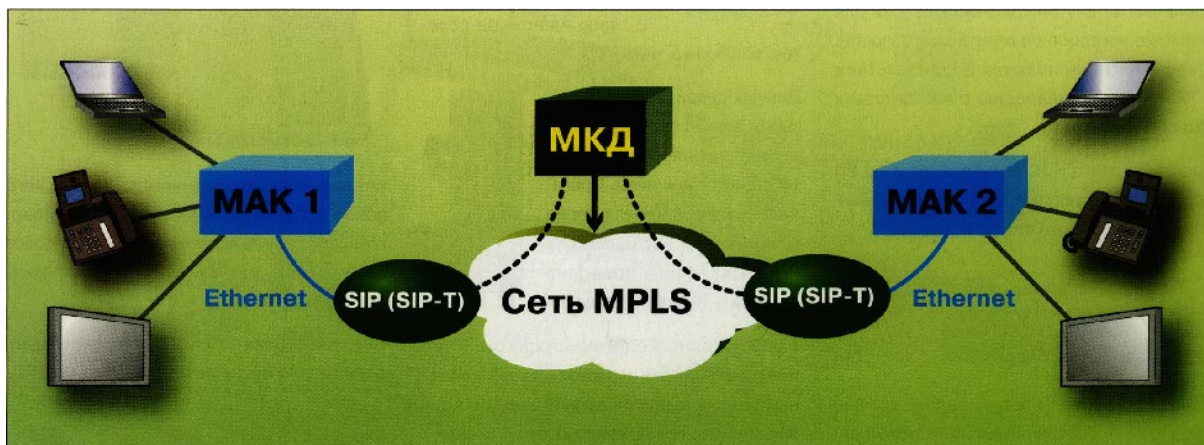 МКД
МАК 1
МАК 2
Ethernet
SIP (SIP-T)
Сеть MPLS
SIP (SIP-T)
Ethernet